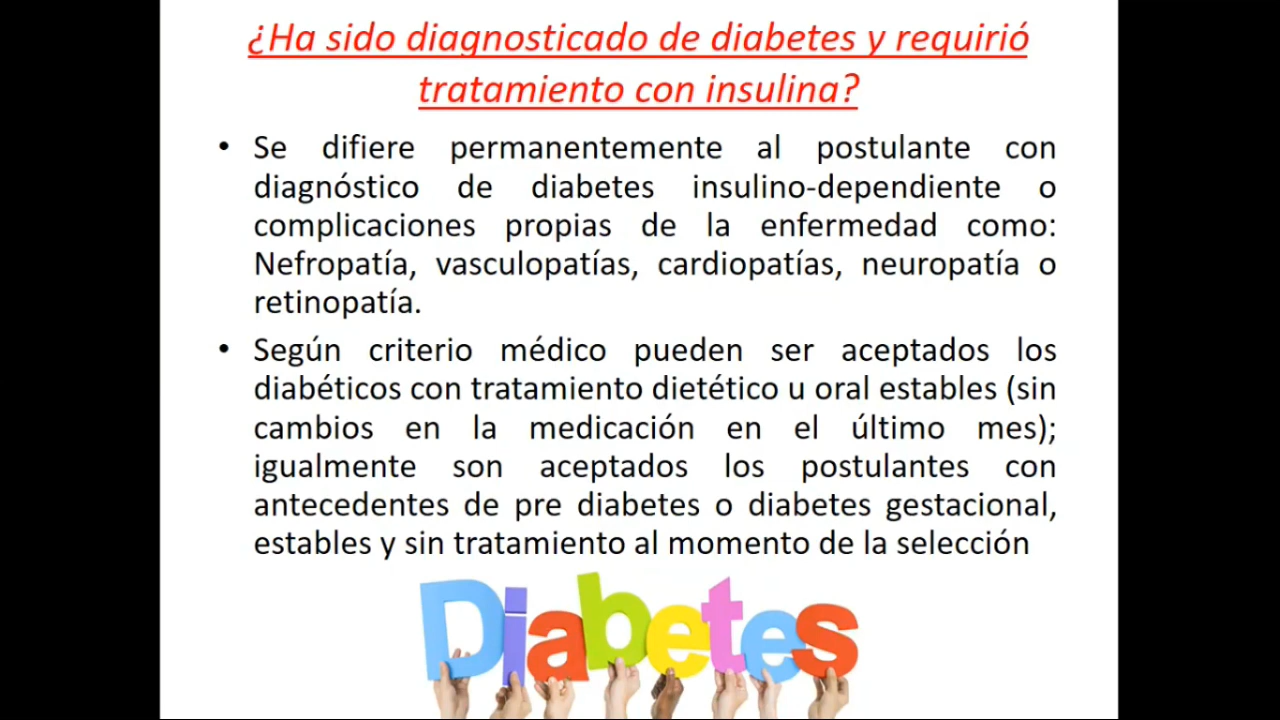 ¿Ha sido diagnosticado de diabetes y requirió
tratamiento con insulina?
• Se difiere permanentemente al postulante con
diagnóstico de diabetes insulino-dependiente o
complicaciones propias de la enfermedad como:
Nefropatía, vasculopatías, cardiopatías, neuropatía o
retinopatía.
• Según criterio médico pueden ser aceptados los
diabéticos con tratamiento dietético u oral estables (sin
cambios en la medicación en el último mes);
igualmente son aceptados los postulantes con
antecedentes de pre diabetes o diabetes gestacional,
estables y sin tratamiento al momento de la selección
Diabetes